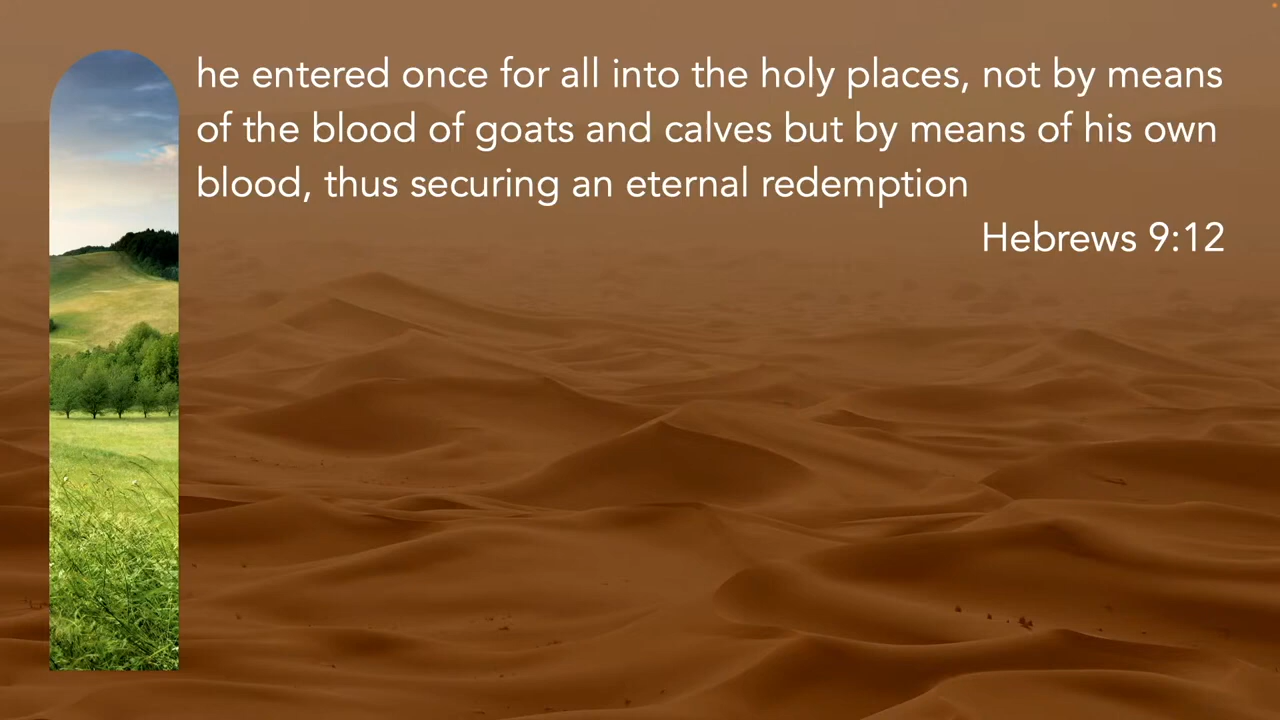 he entered once for all into the holy places, not by means
of the blood of goats and calves but by means of his own
blood, thus securing an eternal redemption
Hebrews 9:12